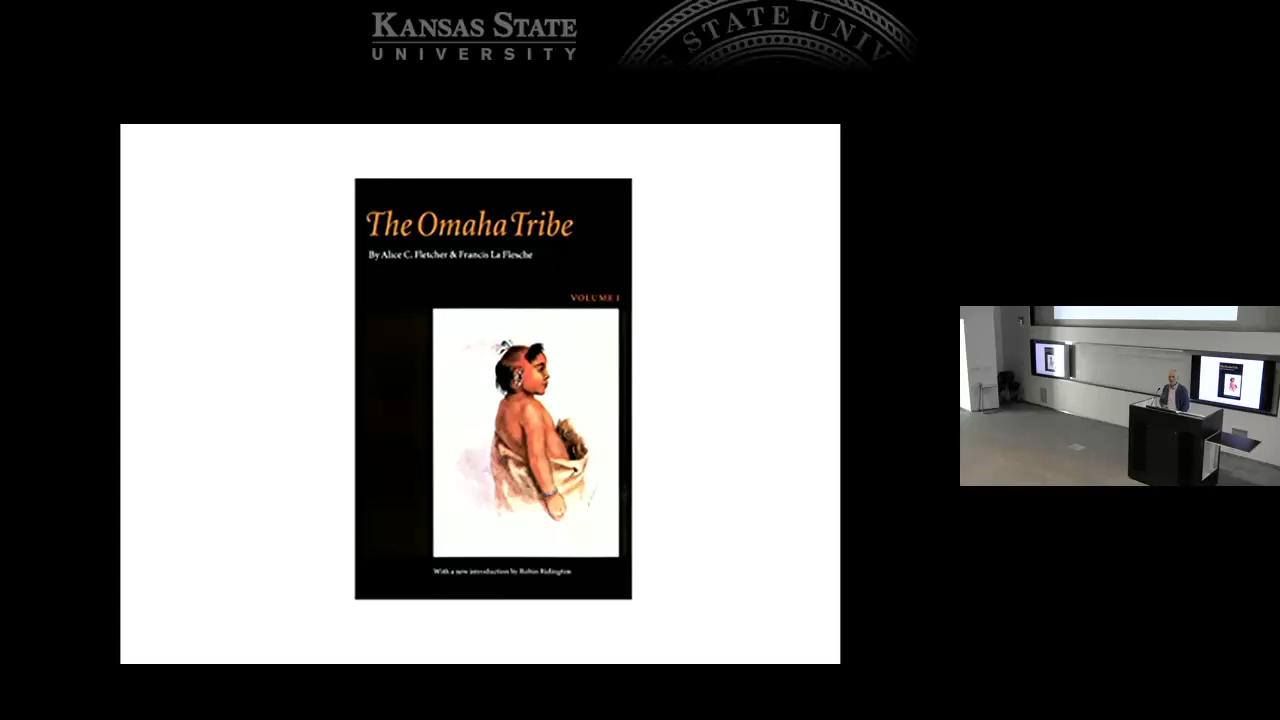 KANSAS STATE
UNIVERSITY
STATE UNIV
The Omaha Tribe
By Alice C. Fletcher & Francis La Flesche
VOLUME I
With a new introduction by Robin Ridington